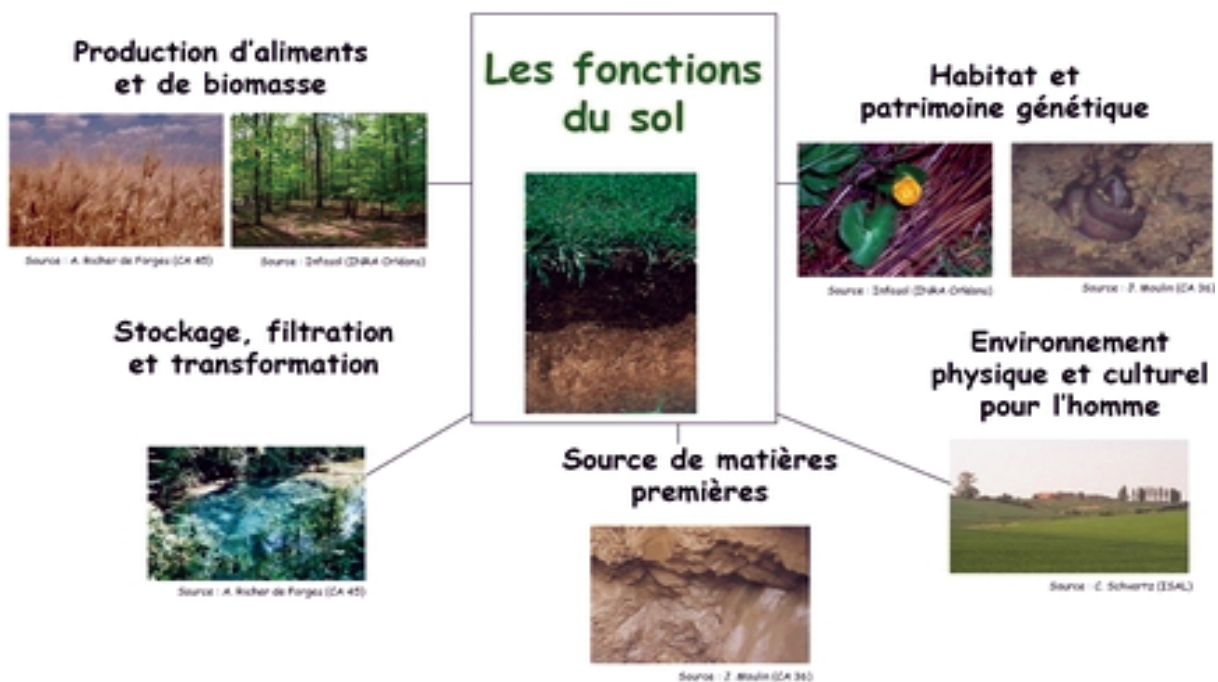 Les fonctions
du sol
Production d'aliments
et de biomasse
Source : A. Richer de Forges (CA 45)
Source : Infosol (INRA Orléans)
Habitat et
patrimoine génétique
Source : Infosol (INRA Orléans)
Source : J. Moulin (CA 36)
Stockage, filtration
et transformation
Source : A. Richer de Forges (CA 45)
Source de matières
premières
Source : J. Moulin (CA 36)
Environnement
physique et culturel
pour l'homme
Source : C. Schvartz (ISAL)